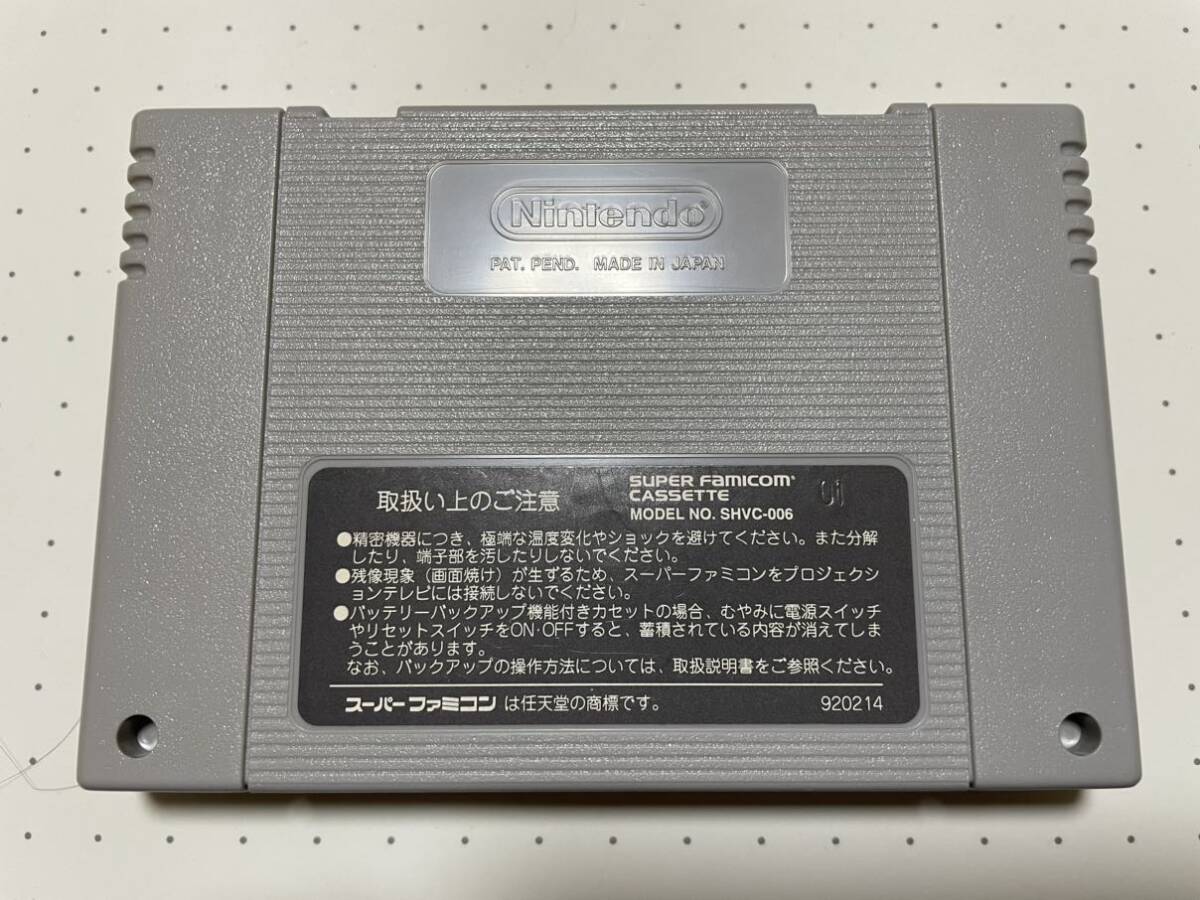 Nintendo®
PAT. PEND. MADE IN JAPAN
取扱い上のご注意
SUPER FAMICOM®
CASSETTE
MODEL NO. SHVC-006
01
●精密機器につき、極端な温度変化やショックを避けてください。また分解
したり、端子部を汚したりしないでください。
●残像現象（画面焼け）が生ずるため、スーパーファミコンをプロジェクシ
ョンテレビには接続しないでください。
●バッテリーバックアップ機能付きカセットの場合、むやみに電源スイッチ
やリセットスイッチをON・OFFすると、蓄積されている内容が消えてしま
うことがあります。
なお、バックアップの操作方法については、取扱説明書をご参照ください。
スーパーファミコンは任天堂の商標です。
920214